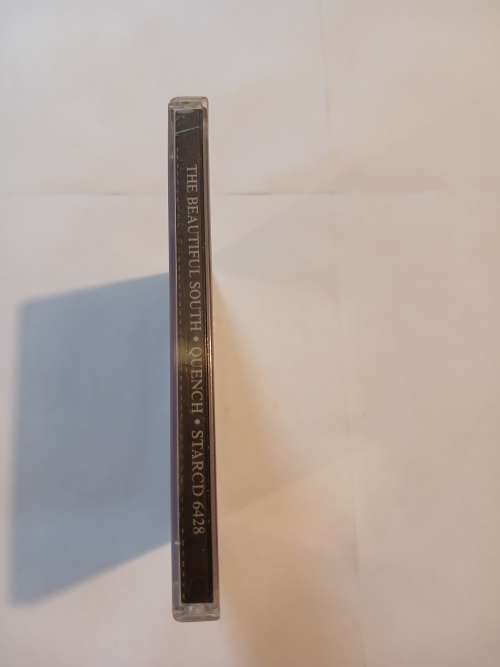 THE BEAUTIFUL SOUTH • QUENCH • STARCD 6428